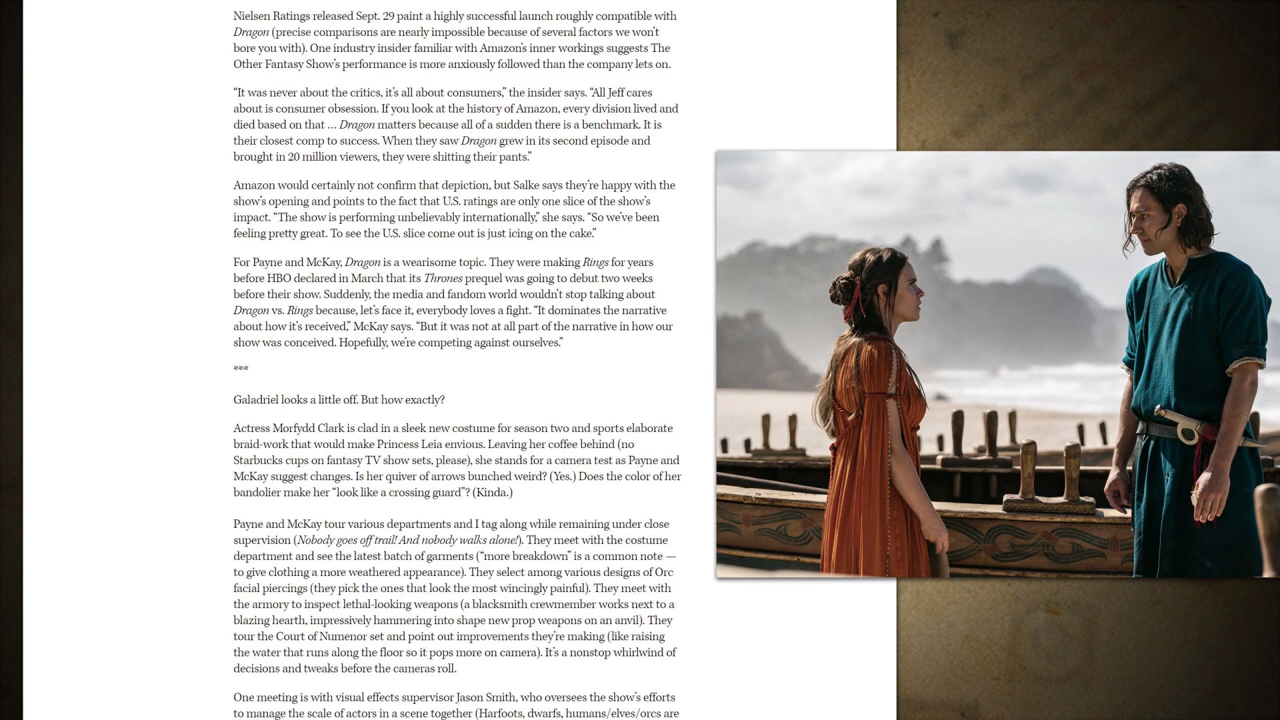 Nielsen Ratings released Sept. 29 paint a highly successful launch roughly compatible with
Dragon (precise comparisons are nearly impossible because of several factors we won't
bore you with). One industry insider familiar with Amazon's inner workings suggests The
Other Fantasy Show's performance is more anxiously followed than the company lets on.
“It was never about the critics, it's all about consumers,” the insider says. “All Jeff cares
about is consumer obsession. If you look at the history of Amazon, every division lived and
died based on that … Dragon matters because all of a sudden there is a benchmark. It is
their closest comp to success. When they saw Dragon grew in its second episode and
brought in 20 million viewers, they were shitting their pants.”
Amazon would certainly not confirm that depiction, but Salke says they're happy with the
show's opening and points to the fact that U.S. ratings are only one slice of the show's
impact. “The show is performing unbelievably internationally,” she says. “So we've been
feeling pretty great. To see the U.S. slice come out is just icing on the cake.”
For Payne and McKay, Dragon is a wearisome topic. They were making Rings for years
before HBO declared in March that its Thrones prequel was going to debut two weeks
before their show. Suddenly, the media and fandom world wouldn't stop talking about
Dragon vs. Rings because, let's face it, everybody loves a fight. “It dominates the narrative
about how it's received,” McKay says. “But it was not at all part of the narrative in how our
show was conceived. Hopefully, we're competing against ourselves.”
***
Galadriel looks a little off. But how exactly?
Actress Morfydd Clark is clad in a sleek new costume for season two and sports elaborate
braid-work that would make Princess Leia envious. Leaving her coffee behind (no
Starbucks cups on fantasy TV show sets, please), she stands for a camera test as Payne and
McKay suggest changes. Is her quiver of arrows bunched weird? (Yes.) Does the color of her
bandolier make her “look like a crossing guard”? (Kinda.)
Payne and McKay tour various departments and I tag along while remaining under close
supervision (Nobody goes off trail! And nobody walks alone!). They meet with the costume
department and see the latest batch of garments (“more breakdown” is a common note —
to give clothing a more weathered appearance). They select among various designs of Orc
facial piercings (they pick the ones that look the most wincingly painful). They meet with
the armory to inspect lethal-looking weapons (a blacksmith crewmember works next to a
blazing hearth, impressively hammering into shape new prop weapons on an anvil). They
tour the Court of Numenor set and point out improvements they're making (like raising
the water that runs along the floor so it pops more on camera). It's a nonstop whirlwind of
decisions and tweaks before the cameras roll.
One meeting is with visual effects supervisor Jason Smith, who oversees the show's efforts
to manage the scale of actors in a scene together (Harfoots, dwarfs, humans/elves/orcs are